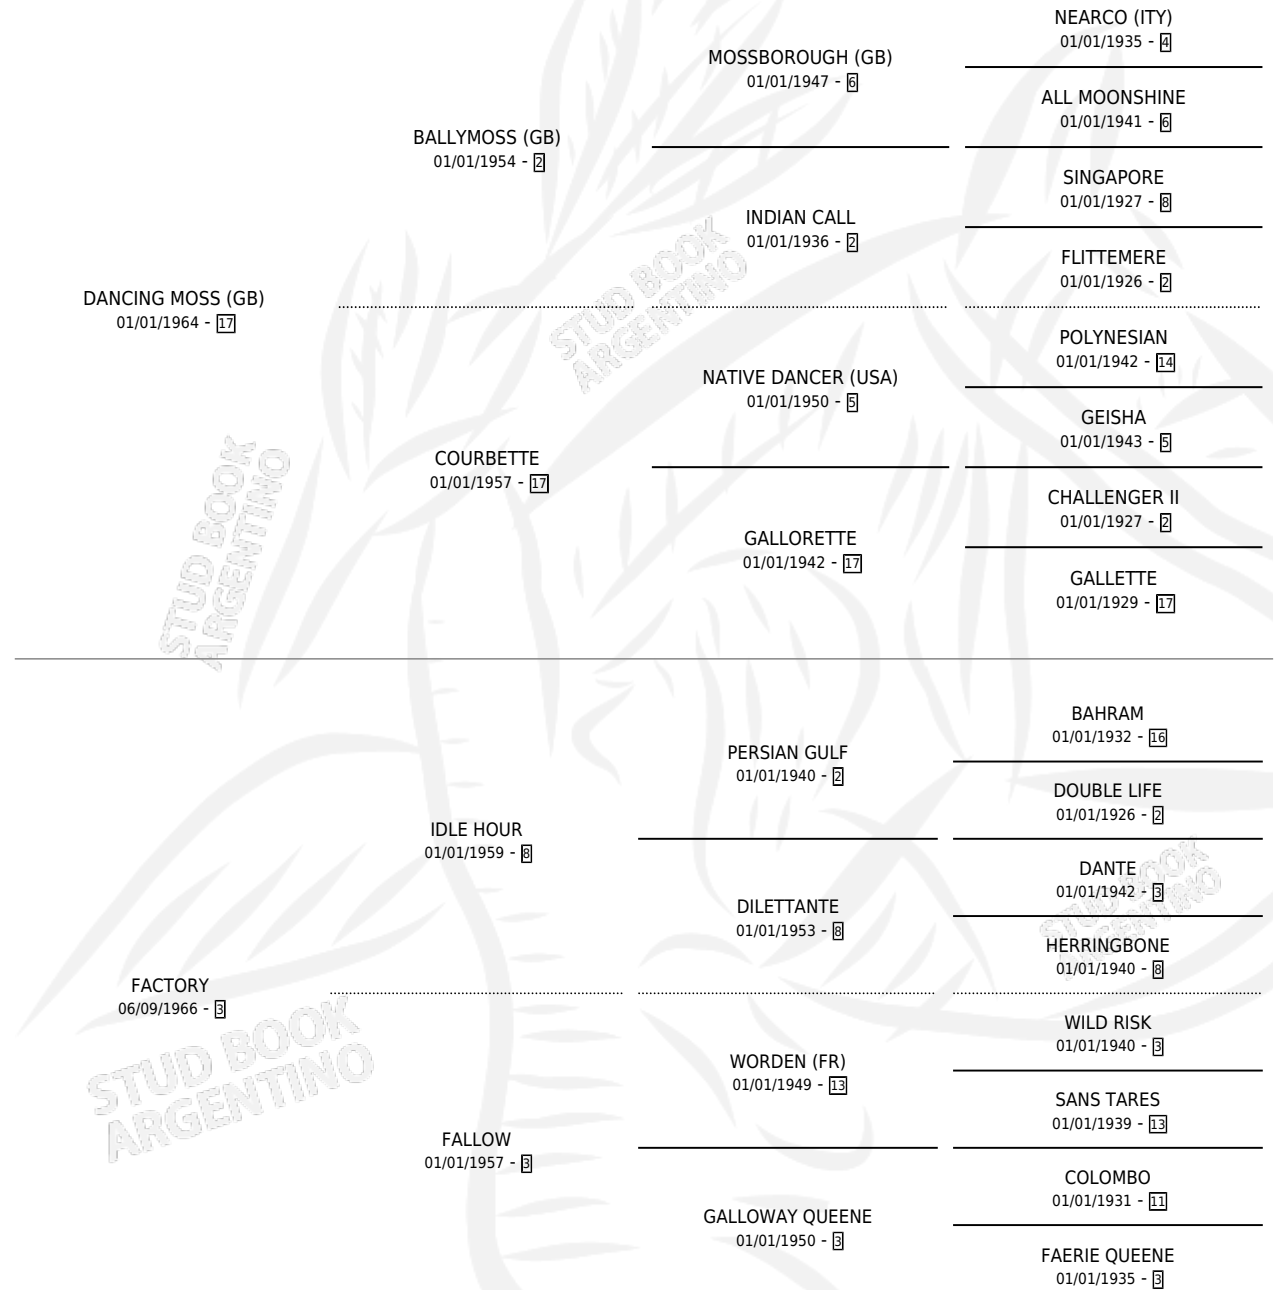 NEARCO (ITY)
01/01/1935 - 4
MOSSBOROUGH (GB)
01/01/1947 - 6
ALL MOONSHINE
01/01/1941 - 6
BALLYMOSS (GB)
01/01/1954 - 2
SINGAPORE
01/01/1927 - 8
INDIAN CALL
01/01/1936 - 2
FLITTEMERE
01/01/1926 - 2
DANCING MOSS (GB)
01/01/1964 - 17
STUD BOOK
ARGENTINO
POLYNESIAN
01/01/1942 - 14
NATIVE DANCER (USA)
01/01/1950 - 5
GEISHA
01/01/1943 - 5
COURBETTE
01/01/1957 - 17
CHALLENGER II
01/01/1927 - 2
GALLORETTE
01/01/1942 - 17
GALLETTE
01/01/1929 - 17
STUD BOOK
ARGENTINO
BAHRAM
01/01/1932 - 16
PERSIAN GULF
01/01/1940 - 2
DOUBLE LIFE
01/01/1926 - 2
IDLE HOUR
01/01/1959 - 8
DANTE
01/01/1942 - 3
DILETTANTE
01/01/1953 - 8
HERRINGBONE
01/01/1940 - 8
STUD BOOK
ARGENTINO
FACTORY
06/09/1966 - 3
WILD RISK
01/01/1940 - 3
WORDEN (FR)
01/01/1949 - 13
SANS TARES
01/01/1939 - 13
STUD BOOK
ARGENTINO
FALLOW
01/01/1957 - 3
COLOMBO
01/01/1931 - 11
GALLOWAY QUEENE
01/01/1950 - 3
FAERIE QUEENE
01/01/1935 - 3